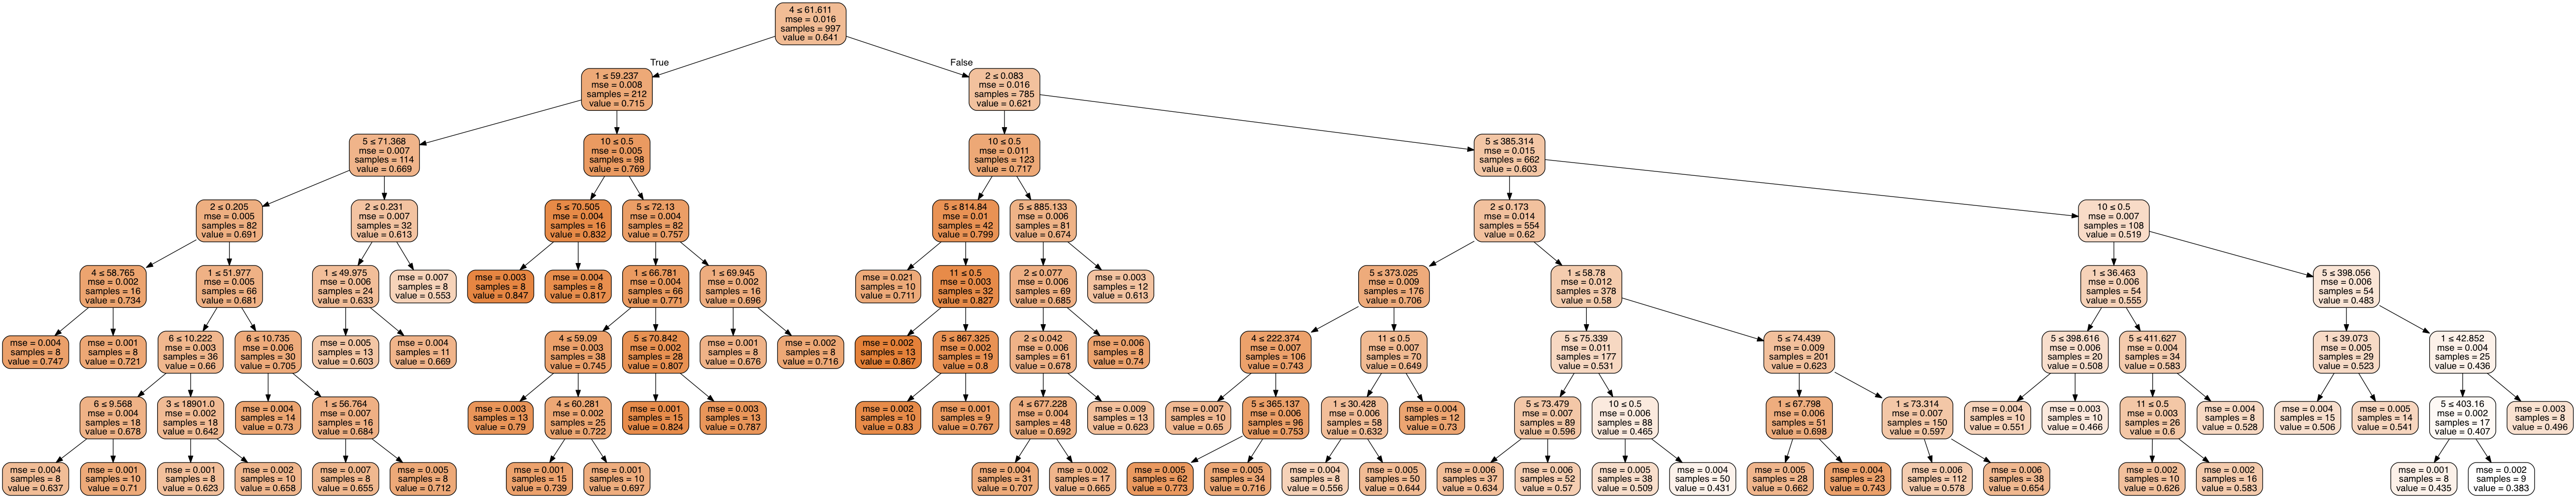 4 ≤ 61.611
mse = 0.016
samples = 997
value = 0.641
True
False
1 ≤ 59.237
mse = 0.008
samples = 212
value = 0.715
2 ≤ 0.083
mse = 0.016
samples = 785
value = 0.621
5 ≤ 71.368
mse = 0.007
samples = 114
value = 0.669
10 ≤ 0.5
mse = 0.005
samples = 98
value = 0.769
10 ≤ 0.5
mse = 0.011
samples = 123
value = 0.717
5 ≤ 385.314
mse = 0.015
samples = 662
value = 0.603
2 ≤ 0.205
mse = 0.005
samples = 82
value = 0.691
2 ≤ 0.231
mse = 0.007
samples = 32
value = 0.613
5 ≤ 70.505
mse = 0.004
samples = 16
value = 0.832
5 ≤ 72.13
mse = 0.004
samples = 82
value = 0.757
5 ≤ 814.84
mse = 0.01
samples = 42
value = 0.799
5 ≤ 885.133
mse = 0.006
samples = 81
value = 0.674
2 ≤ 0.173
mse = 0.014
samples = 554
value = 0.62
10 ≤ 0.5
mse = 0.007
samples = 108
value = 0.519
4 ≤ 58.765
mse = 0.002
samples = 16
value = 0.734
1 ≤ 51.977
mse = 0.005
samples = 66
value = 0.681
1 ≤ 49.975
mse = 0.006
samples = 24
value = 0.633
mse = 0.007
samples = 8
value = 0.553
mse = 0.003
samples = 8
value = 0.847
mse = 0.004
samples = 8
value = 0.817
1 ≤ 66.781
mse = 0.004
samples = 66
value = 0.771
1 ≤ 69.945
mse = 0.002
samples = 16
value = 0.696
mse = 0.021
samples = 10
value = 0.711
11 ≤ 0.5
mse = 0.003
samples = 32
value = 0.827
2 ≤ 0.077
mse = 0.006
samples = 69
value = 0.685
mse = 0.003
samples = 12
value = 0.613
5 ≤ 373.025
mse = 0.009
samples = 176
value = 0.706
1 ≤ 58.78
mse = 0.012
samples = 378
value = 0.58
1 ≤ 36.463
mse = 0.006
samples = 54
value = 0.555
5 ≤ 398.056
mse = 0.006
samples = 54
value = 0.483
mse = 0.004
samples = 8
value = 0.747
mse = 0.001
samples = 8
value = 0.721
6 ≤ 10.222
mse = 0.003
samples = 36
value = 0.66
6 ≤ 10.735
mse = 0.006
samples = 30
value = 0.705
mse = 0.005
samples = 13
value = 0.603
mse = 0.004
samples = 11
value = 0.669
4 ≤ 59.09
mse = 0.003
samples = 38
value = 0.745
5 ≤ 70.842
mse = 0.002
samples = 28
value = 0.807
mse = 0.001
samples = 8
value = 0.676
mse = 0.002
samples = 8
value = 0.716
mse = 0.002
samples = 13
value = 0.867
5 ≤ 867.325
mse = 0.002
samples = 19
value = 0.8
2 ≤ 0.042
mse = 0.006
samples = 61
value = 0.678
mse = 0.006
samples = 8
value = 0.74
4 ≤ 222.374
mse = 0.007
samples = 106
value = 0.743
11 ≤ 0.5
mse = 0.007
samples = 70
value = 0.649
5 ≤ 75.339
mse = 0.011
samples = 177
value = 0.531
5 ≤ 74.439
mse = 0.009
samples = 201
value = 0.623
5 ≤ 398.616
mse = 0.006
samples = 20
value = 0.508
5 ≤ 411.627
mse = 0.004
samples = 34
value = 0.583
1 ≤ 39.073
mse = 0.005
samples = 29
value = 0.523
1 ≤ 42.852
mse = 0.004
samples = 25
value = 0.436
6 ≤ 9.568
mse = 0.004
samples = 18
value = 0.678
3 ≤ 18901.0
mse = 0.002
samples = 18
value = 0.642
mse = 0.004
samples = 14
value = 0.73
1 ≤ 56.764
mse = 0.007
samples = 16
value = 0.684
mse = 0.003
samples = 13
value = 0.79
4 ≤ 60.281
mse = 0.002
samples = 25
value = 0.722
mse = 0.001
samples = 15
value = 0.824
mse = 0.003
samples = 13
value = 0.787
mse = 0.002
samples = 10
value = 0.83
mse = 0.001
samples = 9
value = 0.767
4 ≤ 677.228
mse = 0.004
samples = 48
value = 0.692
mse = 0.009
samples = 13
value = 0.623
mse = 0.007
samples = 10
value = 0.65
5 ≤ 365.137
mse = 0.006
samples = 96
value = 0.753
1 ≤ 30.428
mse = 0.006
samples = 58
value = 0.632
mse = 0.004
samples = 12
value = 0.73
5 ≤ 73.479
mse = 0.007
samples = 89
value = 0.596
10 ≤ 0.5
mse = 0.006
samples = 88
value = 0.465
1 ≤ 67.798
mse = 0.006
samples = 51
value = 0.698
1 ≤ 73.314
mse = 0.007
samples = 150
value = 0.597
mse = 0.004
samples = 10
value = 0.551
mse = 0.003
samples = 10
value = 0.466
11 ≤ 0.5
mse = 0.003
samples = 26
value = 0.6
mse = 0.004
samples = 8
value = 0.528
mse = 0.004
samples = 15
value = 0.506
mse = 0.005
samples = 14
value = 0.541
5 ≤ 403.16
mse = 0.002
samples = 17
value = 0.407
mse = 0.003
samples = 8
value = 0.496
mse = 0.004
samples = 8
value = 0.637
mse = 0.001
samples = 10
value = 0.71
mse = 0.001
samples = 8
value = 0.623
mse = 0.002
samples = 10
value = 0.658
mse = 0.007
samples = 8
value = 0.655
mse = 0.005
samples = 8
value = 0.712
mse = 0.001
samples = 15
value = 0.739
mse = 0.001
samples = 10
value = 0.697
mse = 0.004
samples = 31
value = 0.707
mse = 0.002
samples = 17
value = 0.665
mse = 0.005
samples = 62
value = 0.773
mse = 0.005
samples = 34
value = 0.716
mse = 0.004
samples = 8
value = 0.556
mse = 0.005
samples = 50
value = 0.644
mse = 0.006
samples = 37
value = 0.634
mse = 0.006
samples = 52
value = 0.57
mse = 0.005
samples = 38
value = 0.509
mse = 0.004
samples = 50
value = 0.431
mse = 0.005
samples = 28
value = 0.662
mse = 0.004
samples = 23
value = 0.743
mse = 0.006
samples = 112
value = 0.578
mse = 0.006
samples = 38
value = 0.654
mse = 0.002
samples = 10
value = 0.626
mse = 0.002
samples = 16
value = 0.583
mse = 0.001
samples = 8
value = 0.435
mse = 0.002
samples = 9
value = 0.383